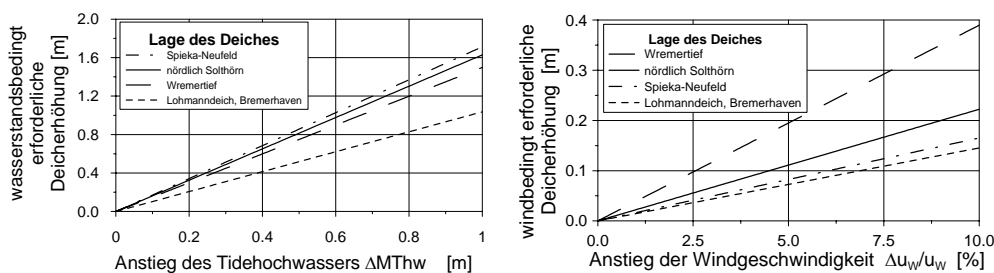 wasserstandsbedingt
erforderliche
Deicherhöhung [m]
2.0
1.6
1.2
0.8
0.4
0.0
Lage des Deiches
Spieka-Neufeld
nördlich Solthörn
Wremertief
Lohmanndeich, Bremerhaven
0
0.2
0.4
0.6
0.8
1
Anstieg des Tidehochwassers ΔMThw [m]
windbedingt erforderliche
Deicherhöhung [m]
0.4
0.3
0.2
0.1
0.0
Lage des Deiches
Wremertief
nördlich Solthörn
Spieka-Neufeld
Lohmanndeich, Bremerhaven
0.0
2.5
5.0
7.5
10.0
Anstieg der Windgeschwindigkeit ΔuW/uW [%]